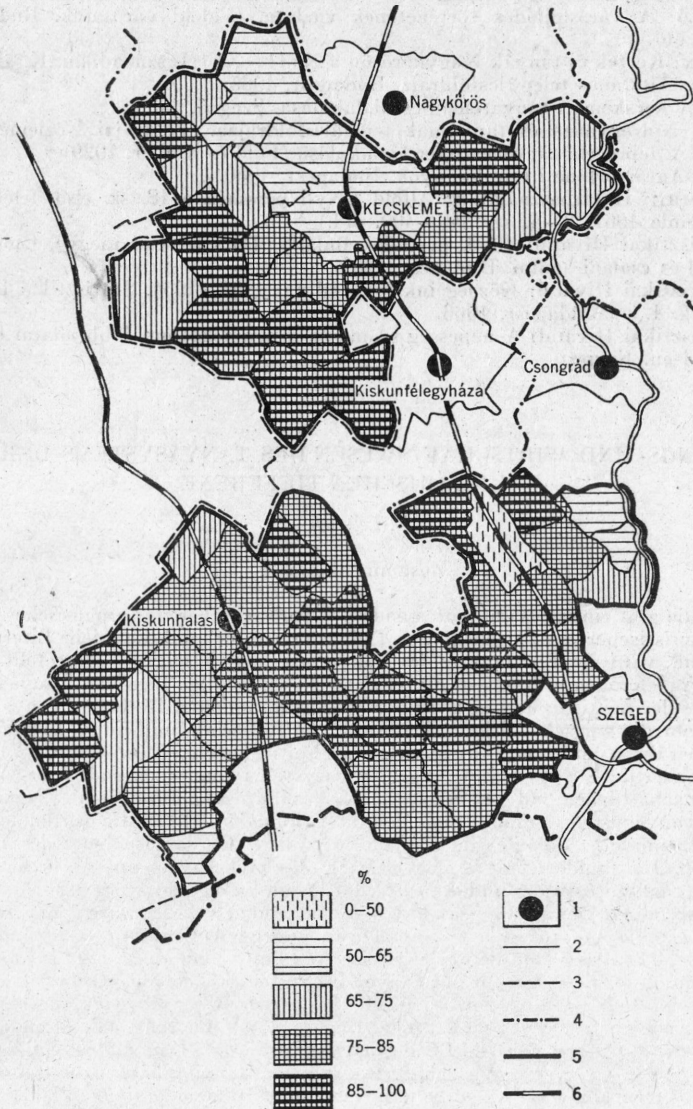 Nagykőrös
KECSKEMÉT
Kiskunfélegyháza
Csongrád
Kiskunhalas
SZEGED
%
0–50
50–65
65–75
75–85
85–100
1
2
3
4
5
6